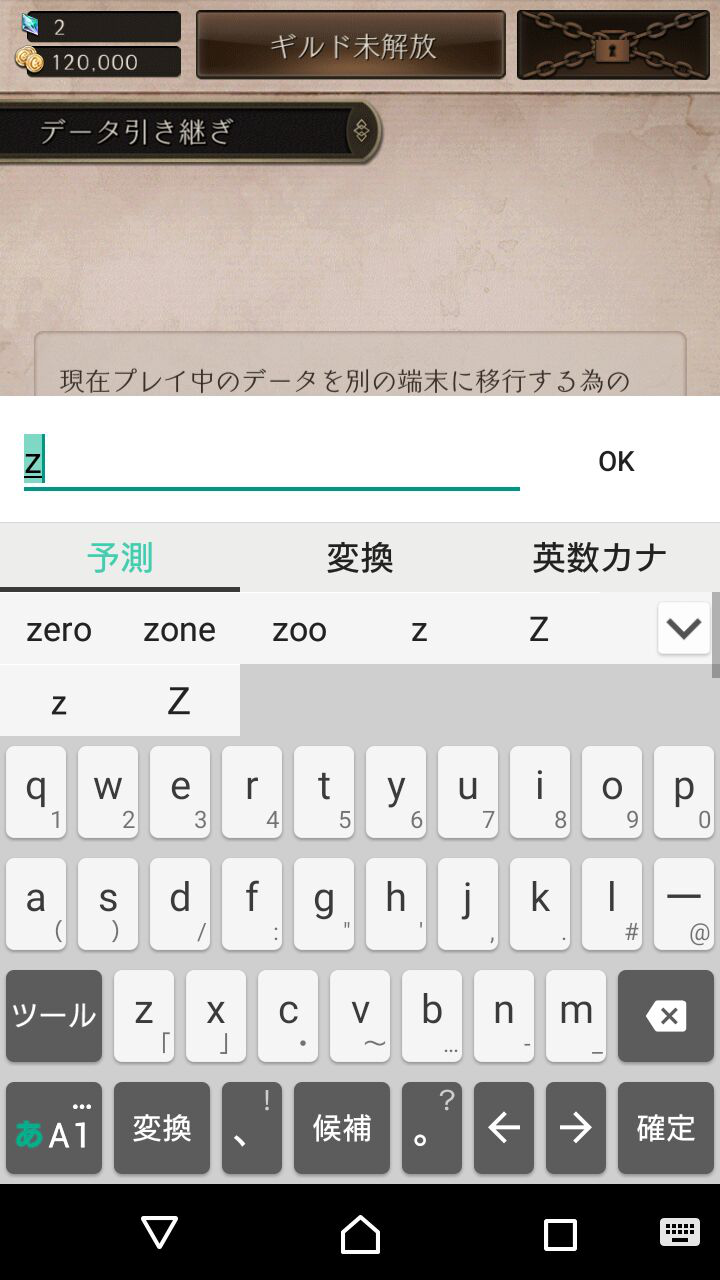 2
120,000
ギルド未解放
データ引き継ぎ
現在プレイ中のデータを別の端末に移行する為の
z
OK
予測 変換 英数カナ
zero zone zoo z Z
z Z
q 1 w 2 e 3 r 4 t 5 y 6 u 7 i 8 o 9 p 0
a ( s ) d / f : g " h ' j , k . l # ー @
ツール z 「 x 」 c ・ v ～ b … n - m _
あA1 … 変換 、 ! 候補 。 ? ← → 確定